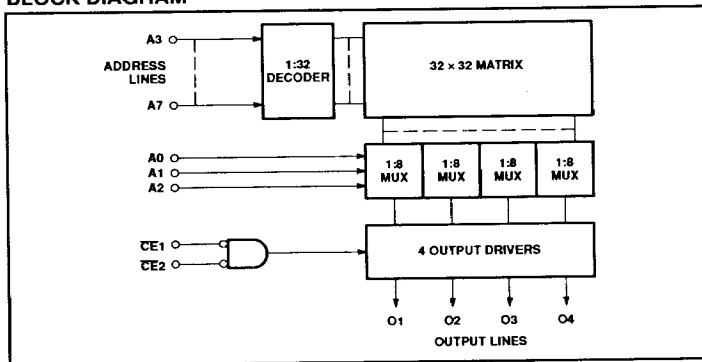 BLOCK DIAGRAM
A3
ADDRESS
LINES
A7
1:32
DECODER
32 × 32 MATRIX
A0
A1
A2
1:8
MUX
1:8
MUX
1:8
MUX
1:8
MUX
CE1
CE2
4 OUTPUT DRIVERS
O1 O2 O3 O4
OUTPUT LINES